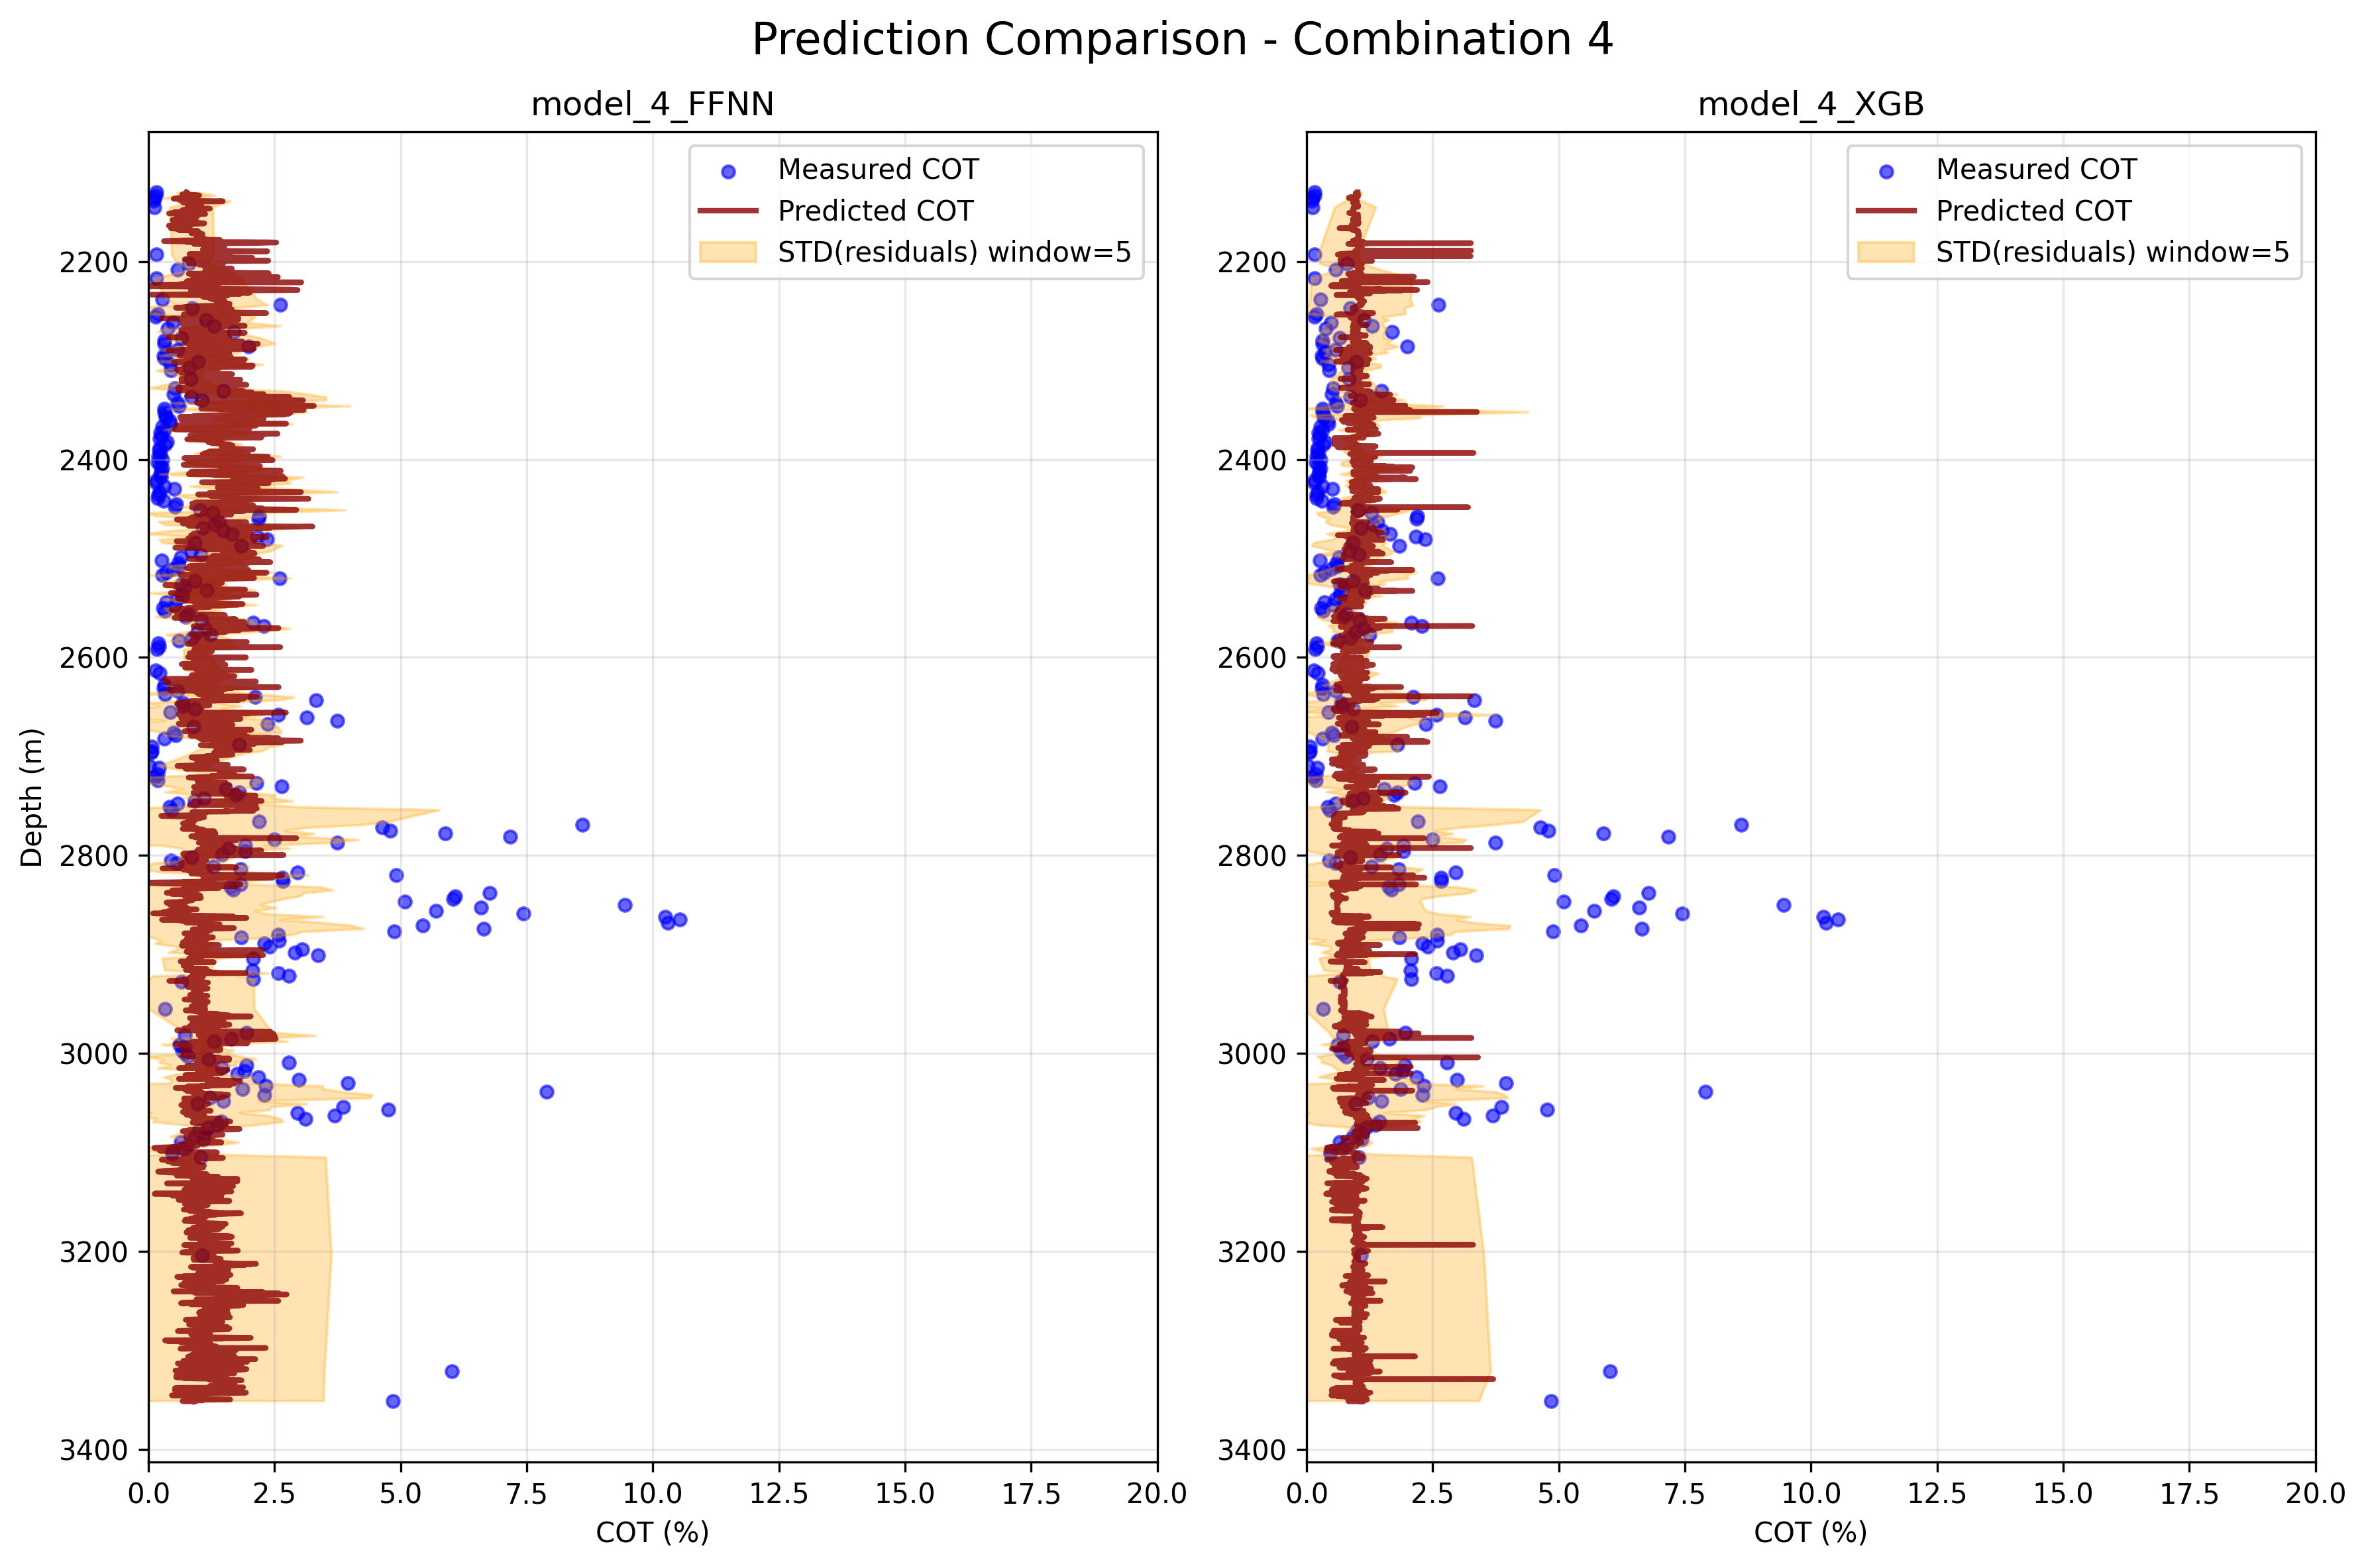 Prediction Comparison - Combination 4
model_4_FFNN
Measured COT
Predicted COT
STD(residuals) window=5
2200
2400
2600
2800
3000
3200
3400
Depth (m)
0.0 2.5 5.0 7.5 10.0 12.5 15.0 17.5 20.0
COT (%)
model_4_XGB
Measured COT
Predicted COT
STD(residuals) window=5
2200
2400
2600
2800
3000
3200
3400
0.0 2.5 5.0 7.5 10.0 12.5 15.0 17.5 20.0
COT (%)